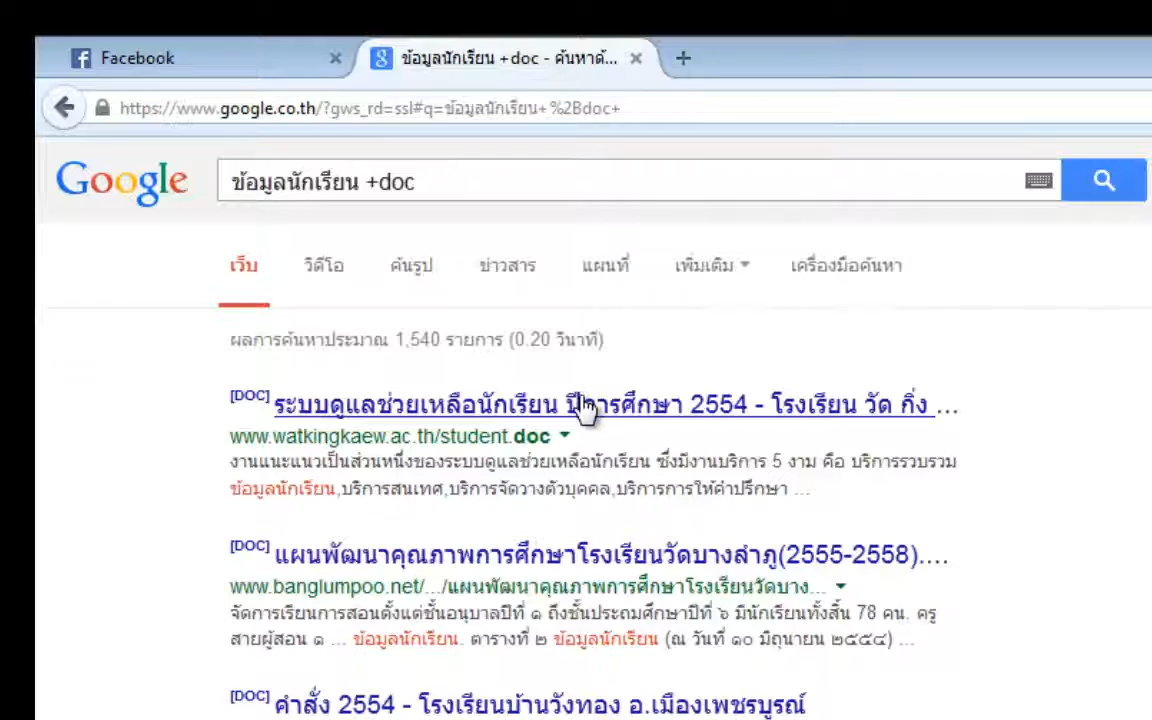 Facebook
ข้อมูลนักเรียน +doc - ค้นหาด้...
https://www.google.co.th/?gws_rd=ssl#q=ข้อมูลนักเรียน+%2Bdoc+
Google
ข้อมูลนักเรียน +doc
เว็บ วิดีโอ ค้นรูป ข่าวสาร แผนที่ เพิ่มเติม เครื่องมือค้นหา
ผลการค้นหาประมาณ 1,540 รายการ (0.20 วินาที)
[DOC] ระบบดูแลช่วยเหลือนักเรียน ปีการศึกษา 2554 - โรงเรียน วัด กิ่ง ...
www.watkingkaew.ac.th/student.doc
งานแนะแนวเป็นส่วนหนึ่งของระบบดูแลช่วยเหลือนักเรียน ซึ่งมีงานบริการ 5 งาม คือ บริการรวบรวม
ข้อมูลนักเรียน,บริการสนเทศ,บริการจัดวางตัวบุคคล,บริการการให้คำปรึกษา ...
[DOC] แผนพัฒนาคุณภาพการศึกษาโรงเรียนวัดบางลำภู(2555-2558)....
www.banglumpoo.net/.../แผนพัฒนาคุณภาพการศึกษาโรงเรียนวัดบาง...
จัดการเรียนการสอนตั้งแต่ชั้นอนุบาลปีที่ ๑ ถึงชั้นประถมศึกษาปีที่ ๖ มีนักเรียนทั้งสิ้น 78 คน. ครู
สายผู้สอน ๑ ... ข้อมูลนักเรียน. ตารางที่ ๒ ข้อมูลนักเรียน (ณ วันที่ ๑๐ มิถุนายน ๒๕๕๔) ...
[DOC] คำสั่ง 2554 - โรงเรียนบ้านวังทอง อ.เมืองเพชรบูรณ์